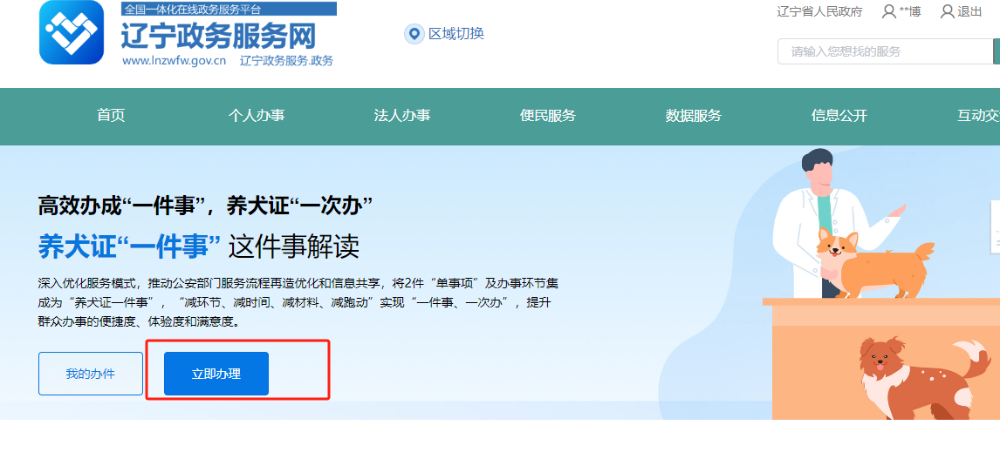 全国一体化在线政务服务平台
辽宁政务服务网
www.lnzwfw.gov.cn 辽宁政务服务.政务
区域切换
辽宁省人民政府 **博 退出
请输入您想找的服务
首页 个人办事 法人办事 便民服务 数据服务 信息公开 互动交
高效办成“一件事”，养犬证“一次办”
养犬证“一件事” 这件事解读
深入优化服务模式，推动公安部门服务流程再造优化和信息共享，将2件“单事项”及办事环节集
成为“养犬证一件事”，“减环节、减时间、减材料、减跑动”实现“一件事、一次办”，提升
群众办事的便捷度、体验度和满意度。
我的办件 立即办理